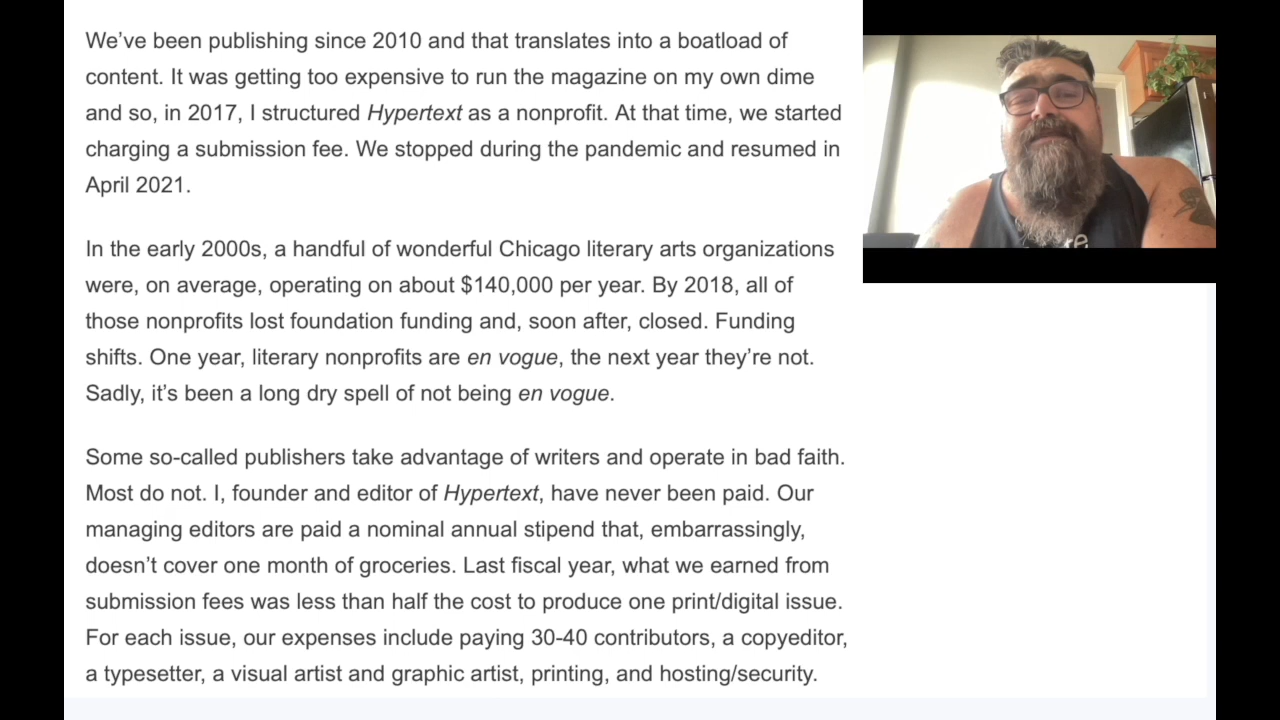 We’ve been publishing since 2010 and that translates into a boatload of
content. It was getting too expensive to run the magazine on my own dime
and so, in 2017, I structured Hypertext as a nonprofit. At that time, we started
charging a submission fee. We stopped during the pandemic and resumed in
April 2021.
In the early 2000s, a handful of wonderful Chicago literary arts organizations
were, on average, operating on about $140,000 per year. By 2018, all of
those nonprofits lost foundation funding and, soon after, closed. Funding
shifts. One year, literary nonprofits are en vogue, the next year they’re not.
Sadly, it’s been a long dry spell of not being en vogue.
Some so-called publishers take advantage of writers and operate in bad faith.
Most do not. I, founder and editor of Hypertext, have never been paid. Our
managing editors are paid a nominal annual stipend that, embarrassingly,
doesn’t cover one month of groceries. Last fiscal year, what we earned from
submission fees was less than half the cost to produce one print/digital issue.
For each issue, our expenses include paying 30-40 contributors, a copyeditor,
a typesetter, a visual artist and graphic artist, printing, and hosting/security.